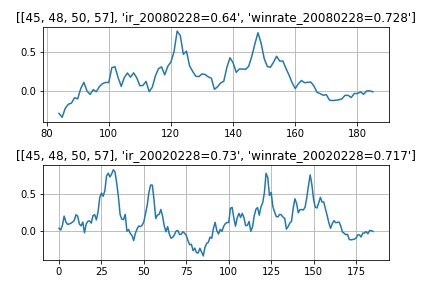 [[45, 48, 50, 57], 'ir_20080228=0.64', 'winrate_20080228=0.728']
0.5
0.0
80 100 120 140 160 180
[[45, 48, 50, 57], 'ir_20020228=0.73', 'winrate_20020228=0.717']
0.5
0.0
0 25 50 75 100 125 150 175